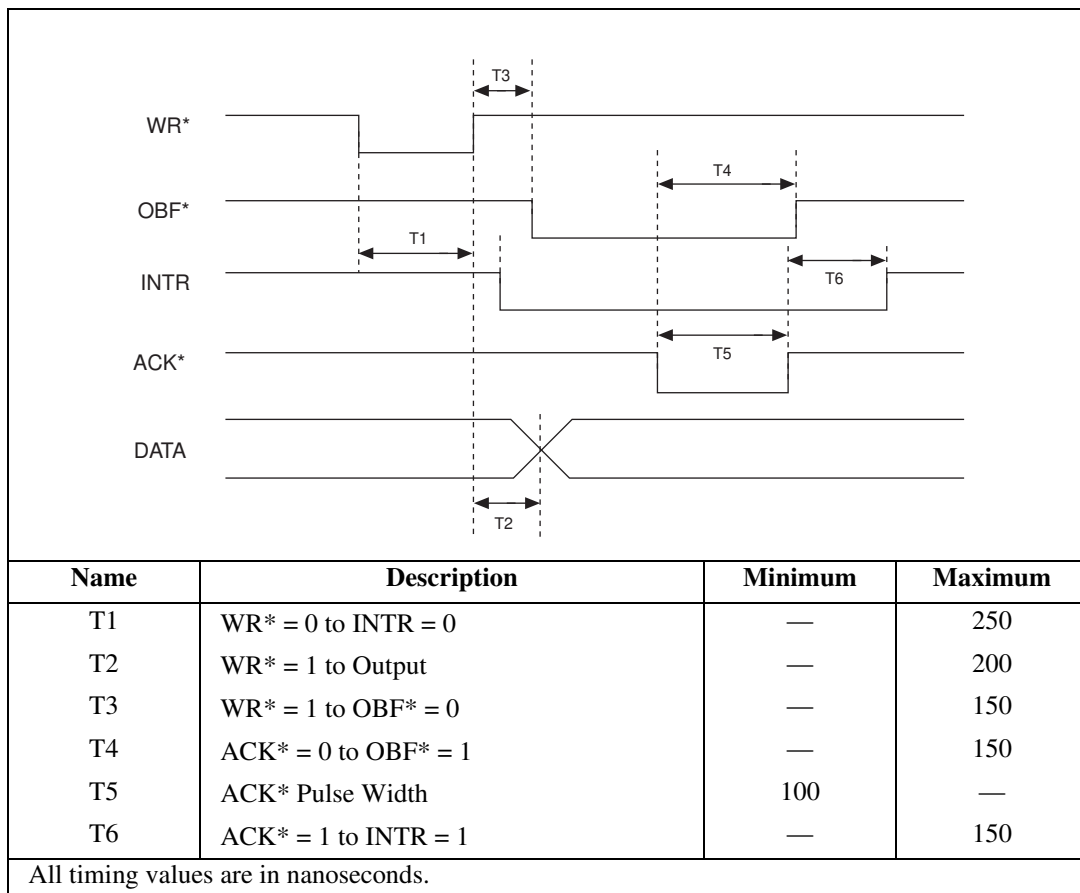 T3
WR*
T4
OBF*
T1
INTR
T6
T5
ACK*
DATA
T2
Name Description Minimum Maximum
T1 WR* = 0 to INTR = 0 — 250
T2 WR* = 1 to Output — 200
T3 WR* = 1 to OBF* = 0 — 150
T4 ACK* = 0 to OBF* = 1 — 150
T5 ACK* Pulse Width 100 —
T6 ACK* = 1 to INTR = 1 — 150
All timing values are in nanoseconds.